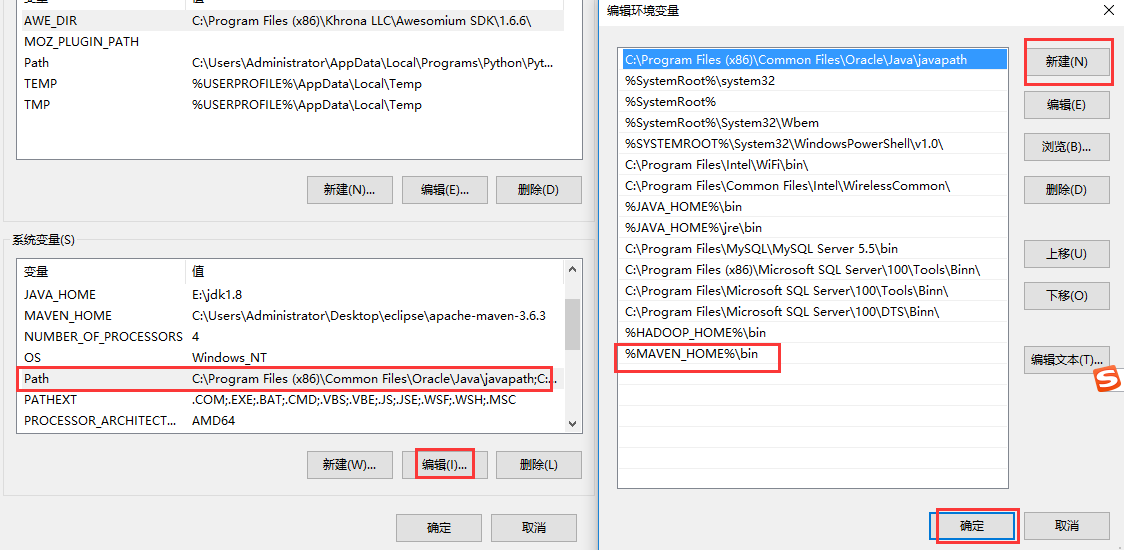 AWE_DIR C:\Program Files (x86)\Khrona LLC\Awesomium SDK\1.6.6\
MOZ_PLUGIN_PATH
Path C:\Users\Administrator\AppData\Local\Programs\Python\Pyt...
TEMP %USERPROFILE%\AppData\Local\Temp
TMP %USERPROFILE%\AppData\Local\Temp
新建(N)... 编辑(E)... 删除(D)
系统变量(S)
变量 值
JAVA_HOME E:\jdk1.8
MAVEN_HOME C:\Users\Administrator\Desktop\eclipse\apache-maven-3.6.3
NUMBER_OF_PROCESSORS 4
OS Windows_NT
Path C:\Program Files (x86)\Common Files\Oracle\Java\javapath;C:...
PATHEXT .COM;.EXE;.BAT;.CMD;.VBS;.VBE;.JS;.JSE;.WSF;.WSH;.MSC
PROCESSOR_ARCHITECT... AMD64
新建(W)... 编辑(I)... 删除(L)
确定 取消
编辑环境变量
C:\Program Files (x86)\Common Files\Oracle\Java\javapath
%SystemRoot%\system32
%SystemRoot%
%SystemRoot%\System32\Wbem
%SYSTEMROOT%\System32\WindowsPowerShell\v1.0\
C:\Program Files\Intel\WiFi\bin\
C:\Program Files\Common Files\Intel\WirelessCommon\
%JAVA_HOME%\bin
%JAVA_HOME%\jre\bin
C:\Program Files\MySQL\MySQL Server 5.5\bin
C:\Program Files (x86)\Microsoft SQL Server\100\Tools\Binn\
C:\Program Files\Microsoft SQL Server\100\Tools\Binn\
C:\Program Files\Microsoft SQL Server\100\DTS\Binn\
%HADOOP_HOME%\bin
%MAVEN_HOME%\bin
新建(N)
编辑(E)
浏览(B)...
删除(D)
上移(U)
下移(O)
编辑文本(T)...
S
确定 取消